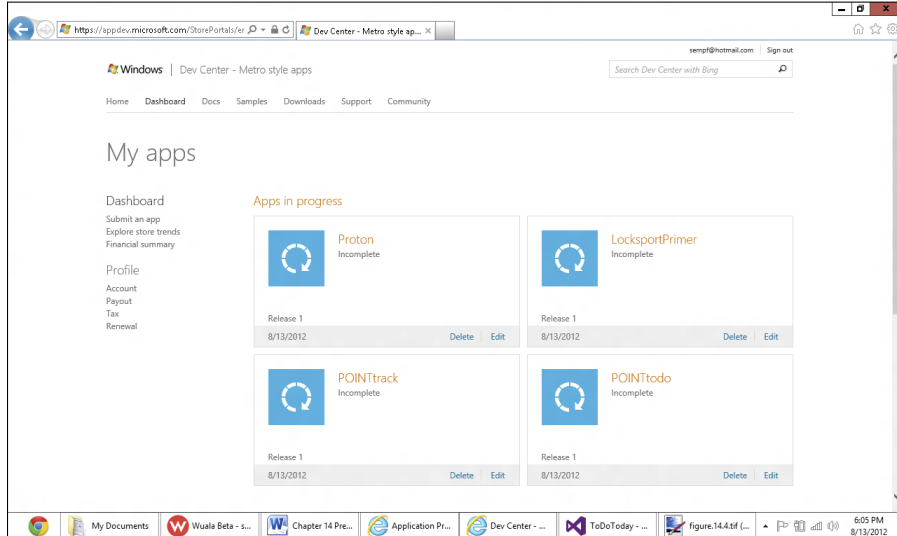 https://appdev.microsoft.com/StorePortals/er
Dev Center - Metro style ap...
sempf@hotmail.com Sign out
Windows Dev Center - Metro style apps
Search Dev Center with Bing
Home Dashboard Docs Samples Downloads Support Community
My apps
Dashboard
Submit an app
Explore store trends
Financial summary
Profile
Account
Payout
Tax
Renewal
Apps in progress
Proton
Incomplete
Release 1
8/13/2012 Delete Edit
LocksportPrimer
Incomplete
Release 1
8/13/2012 Delete Edit
POINTtrack
Incomplete
Release 1
8/13/2012 Delete Edit
POINTtodo
Incomplete
Release 1
8/13/2012 Delete Edit
My Documents Wuala Beta - s... Chapter 14 Pre... Application Pr... Dev Center - ... ToDoToday - ... figure.14.4.tif (... 6:05 PM
8/13/2012